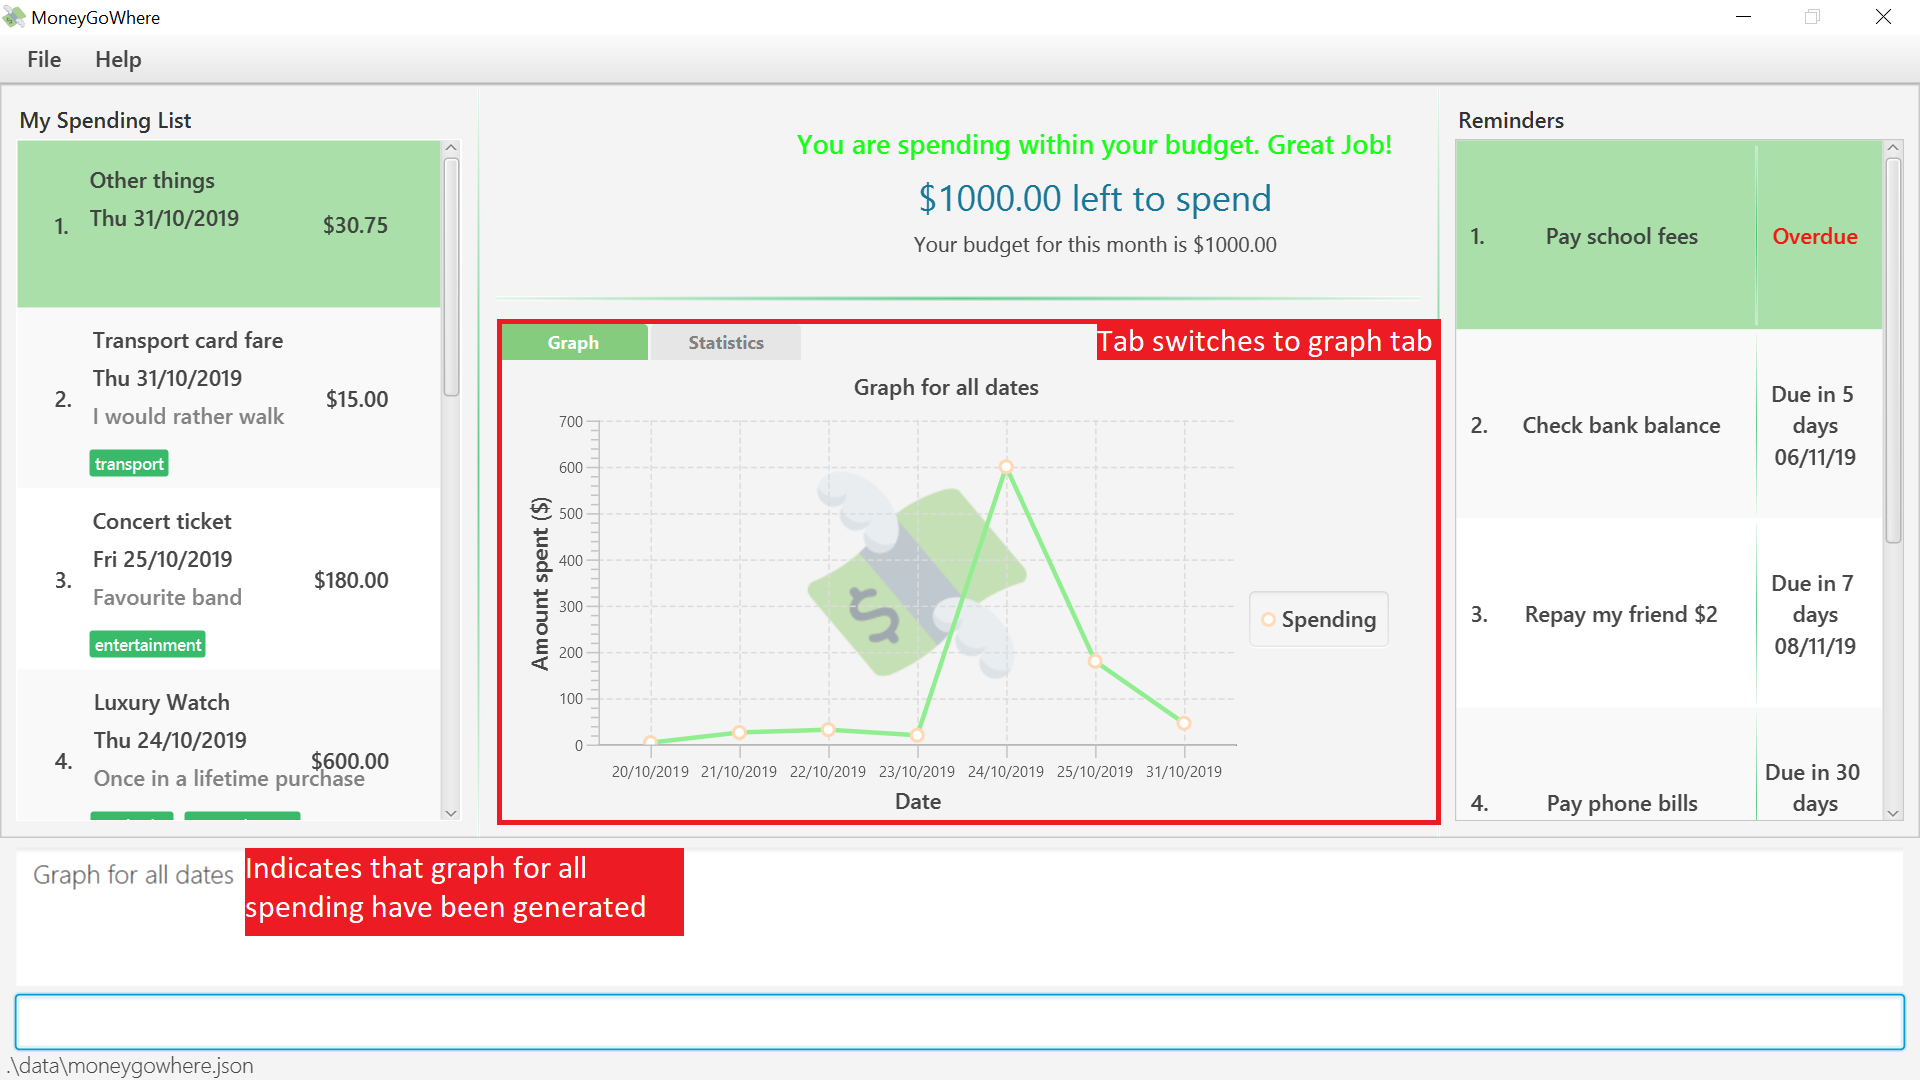 MoneyGoWhere
File Help
My Spending List
1.
Other things
Thu 31/10/2019
$30.75
2.
Transport card fare
Thu 31/10/2019
I would rather walk
$15.00
transport
3.
Concert ticket
Fri 25/10/2019
Favourite band
$180.00
entertainment
4.
Luxury Watch
Thu 24/10/2019
Once in a lifetime purchase
$600.00
You are spending within your budget. Great Job!
$1000.00 left to spend
Your budget for this month is $1000.00
Graph Statistics
Tab switches to graph tab
Graph for all dates
Amount spent ($)
700
600
500
400
300
200
100
0
20/10/2019 21/10/2019 22/10/2019 23/10/2019 24/10/2019 25/10/2019 31/10/2019
Date
Spending
Reminders
1. Pay school fees
Overdue
2. Check bank balance
Due in 5
days
06/11/19
3. Repay my friend $2
Due in 7
days
08/11/19
4. Pay phone bills
Due in 30
days
Graph for all dates
Indicates that graph for all
spending have been generated
.\data\moneygowhere.json